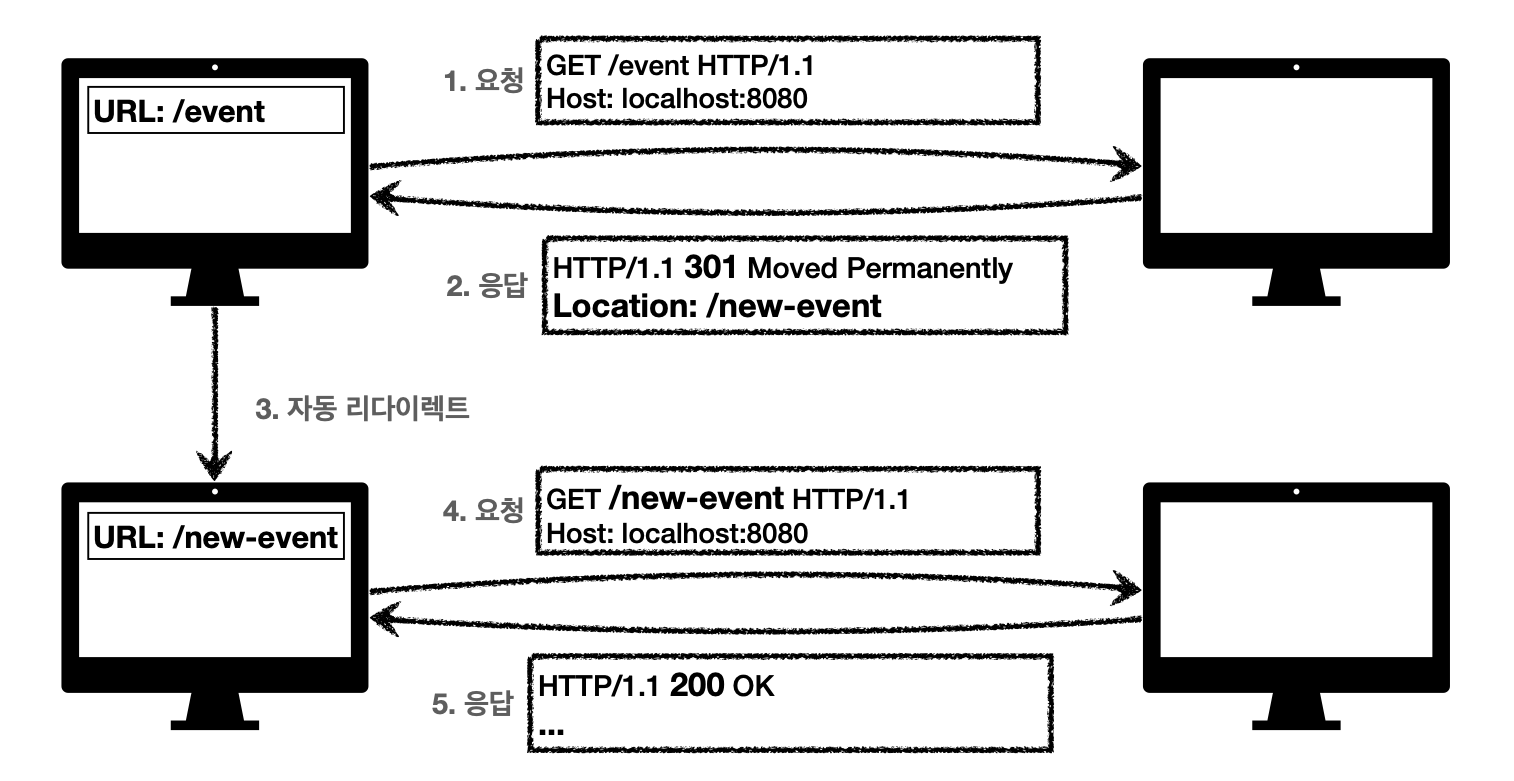 URL: /event
1. 요청
GET /event HTTP/1.1
Host: localhost:8080
2. 응답
HTTP/1.1 301 Moved Permanently
Location: /new-event
3. 자동 리다이렉트
URL: /new-event
4. 요청
GET /new-event HTTP/1.1
Host: localhost:8080
5. 응답
HTTP/1.1 200 OK
...